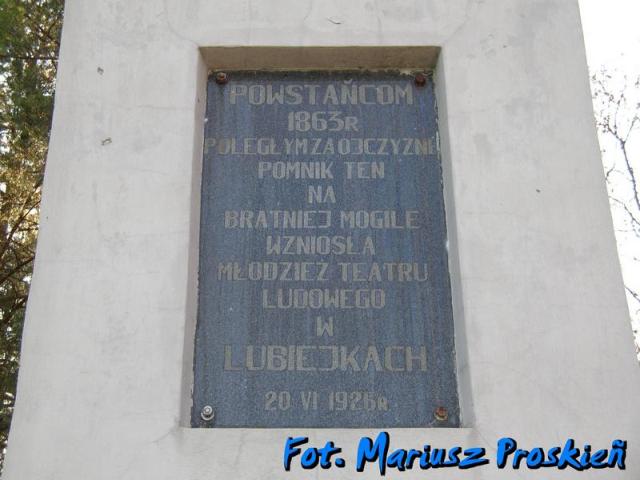 POWSTAŃCOM
1863R
POLEGŁYM ZA OJCZYZNĘ
POMNIK TEN
NA
BRATNIEJ MOGILE
WZNIOSŁA
MŁODZIEŻ TEATRU
LUDOWEGO
W
LUBIEJKACH
20 VI 1926R.
Fot. Mariusz Proskień